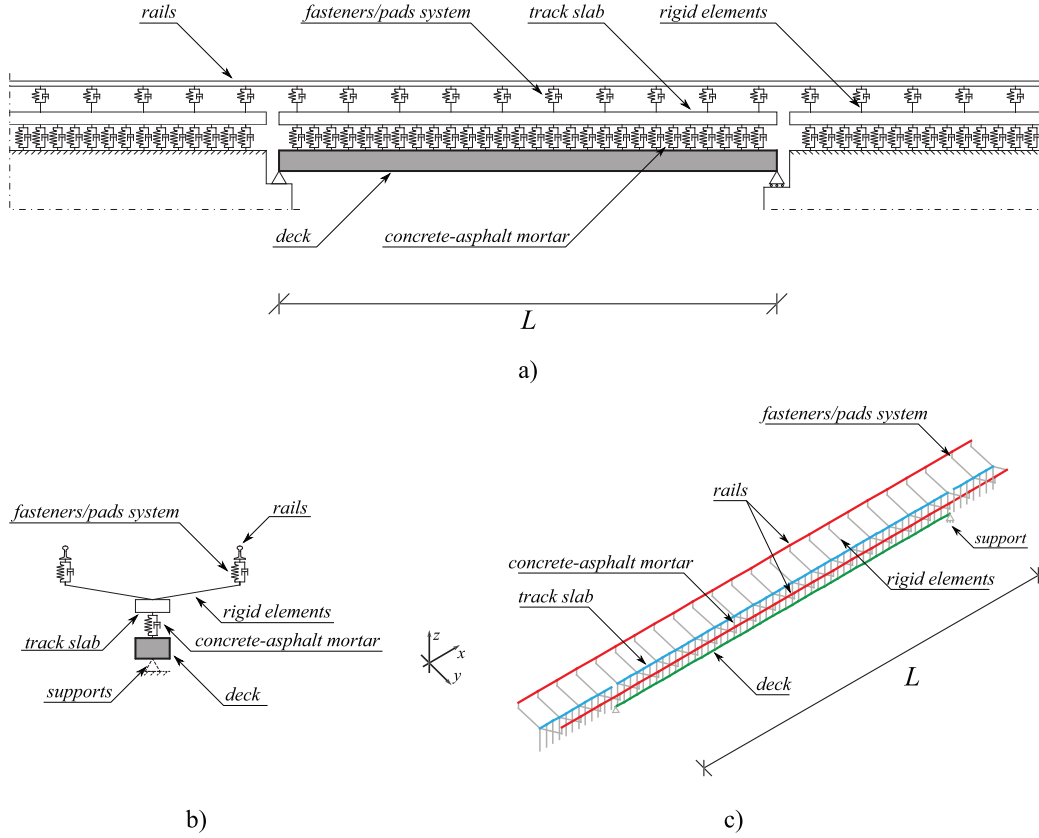 rails
fasteners/pads system
track slab
rigid elements
deck
concrete-asphalt mortar
L
a)
fasteners/pads system
rails
rigid elements
track slab
concrete-asphalt mortar
supports
deck
z
x
y
b)
fasteners/pads system
rails
support
concrete-asphalt mortar
rigid elements
track slab
deck
L
c)